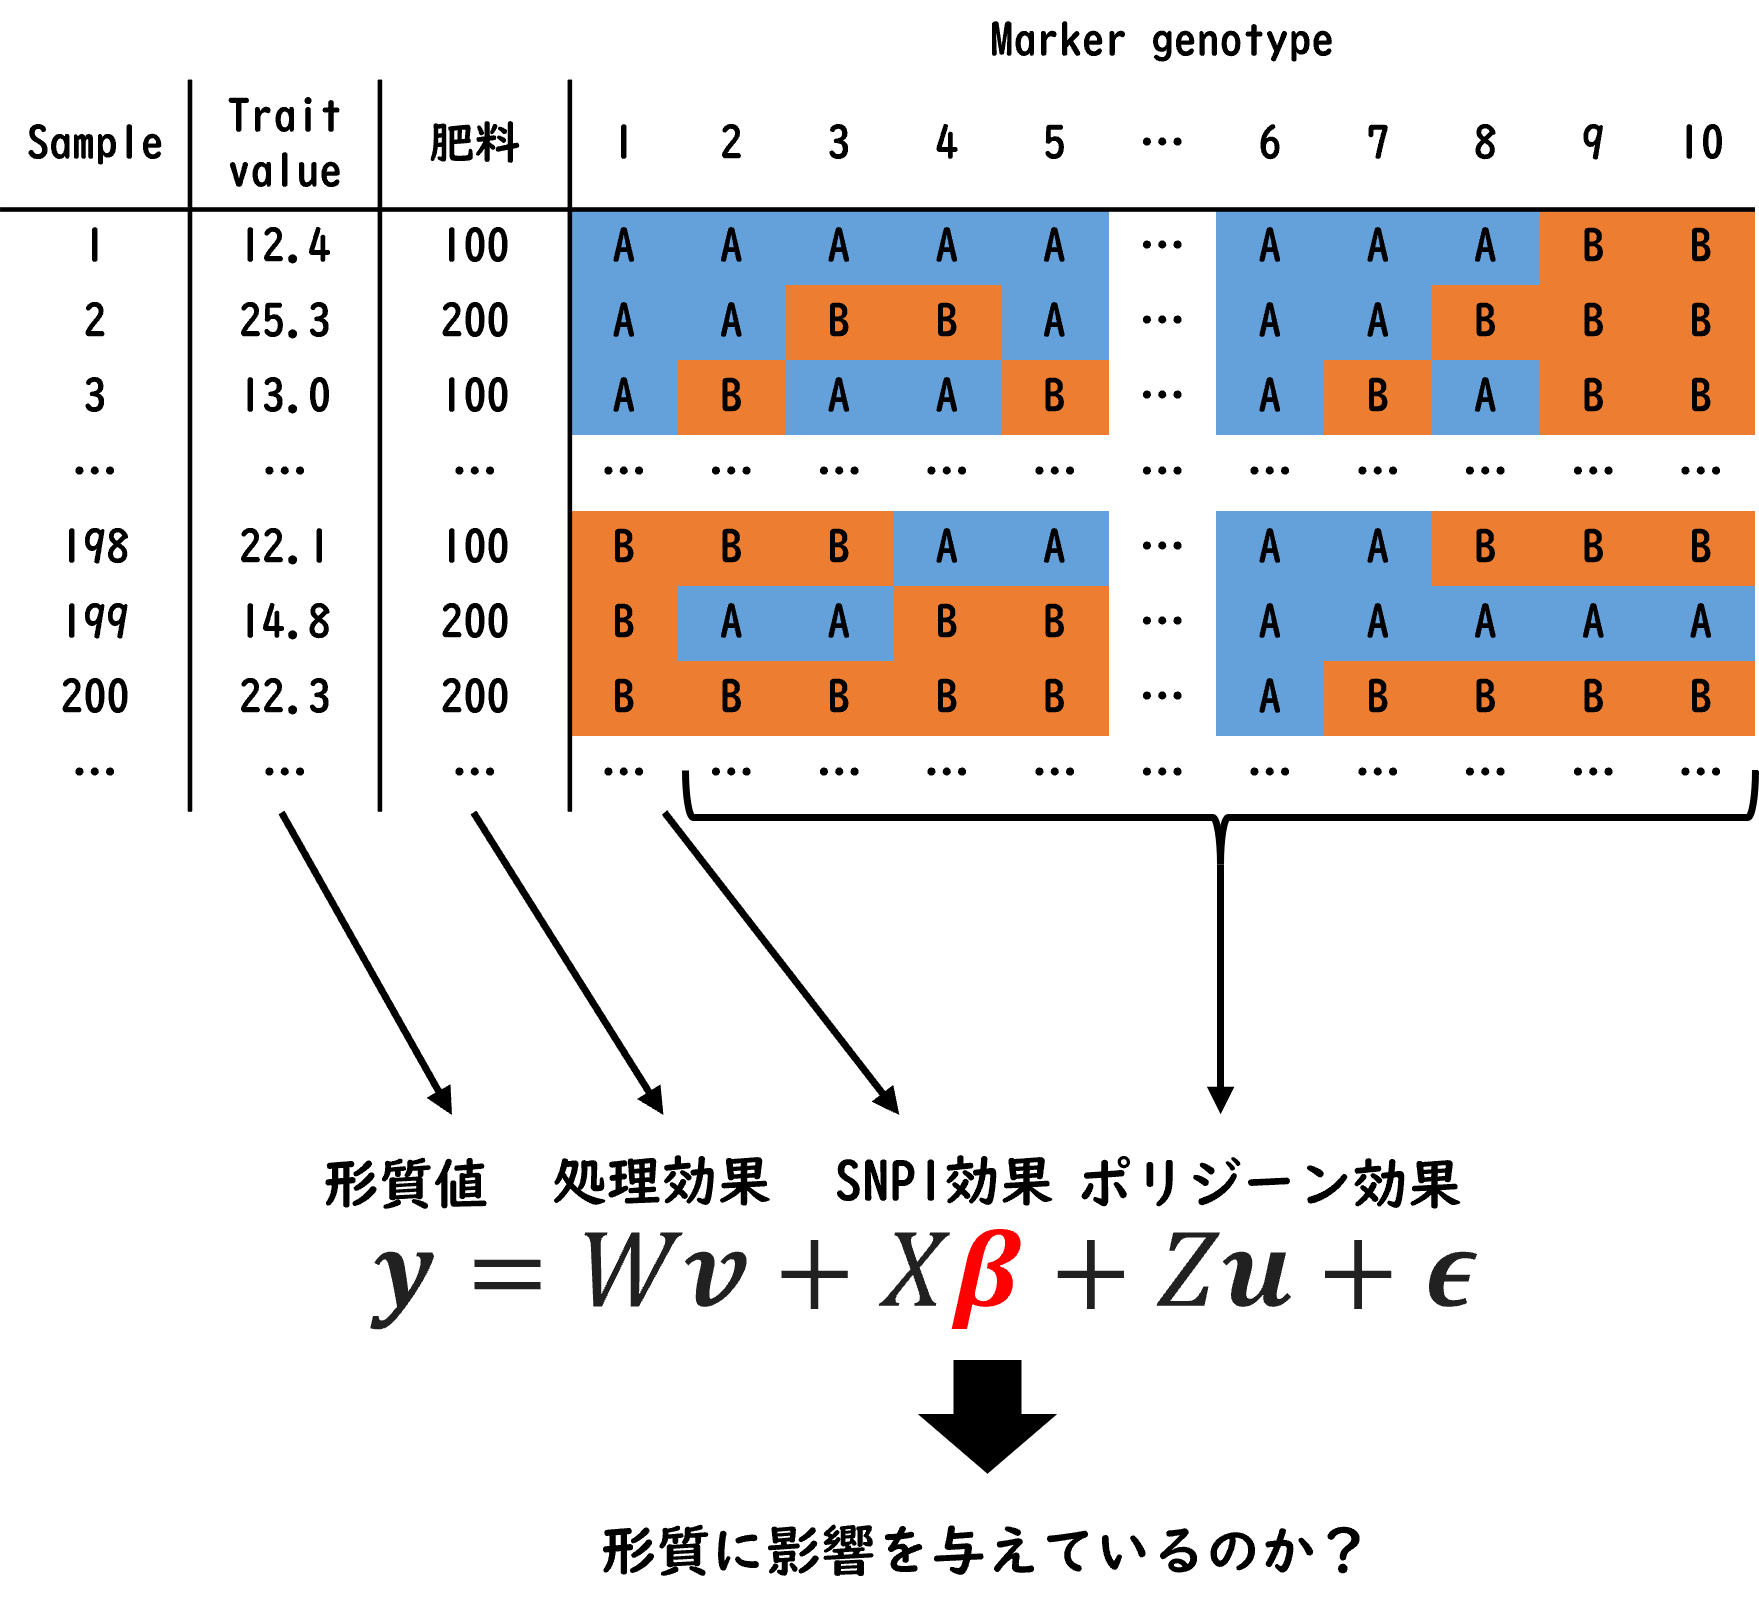 Marker genotype
Sample Trait value 肥料 1 2 3 4 5 … 6 7 8 9 10
1 12.4 100 A A A A A … A A A B B
2 25.3 200 A A B B A … A A B B B
3 13.0 100 A B A A B … A B A B B
… … … … … … … … … … … … … …
198 22.1 100 B B B A A … A A B B B
199 14.8 200 B A A B B … A A A A A
200 22.3 200 B B B B B … A B B B B
… … … … … … … … … … … … … …
形質値 処理効果 SNP1効果 ポリジーン効果
y = Wv + Xβ + Zu + ϵ
形質に影響を与えているのか？